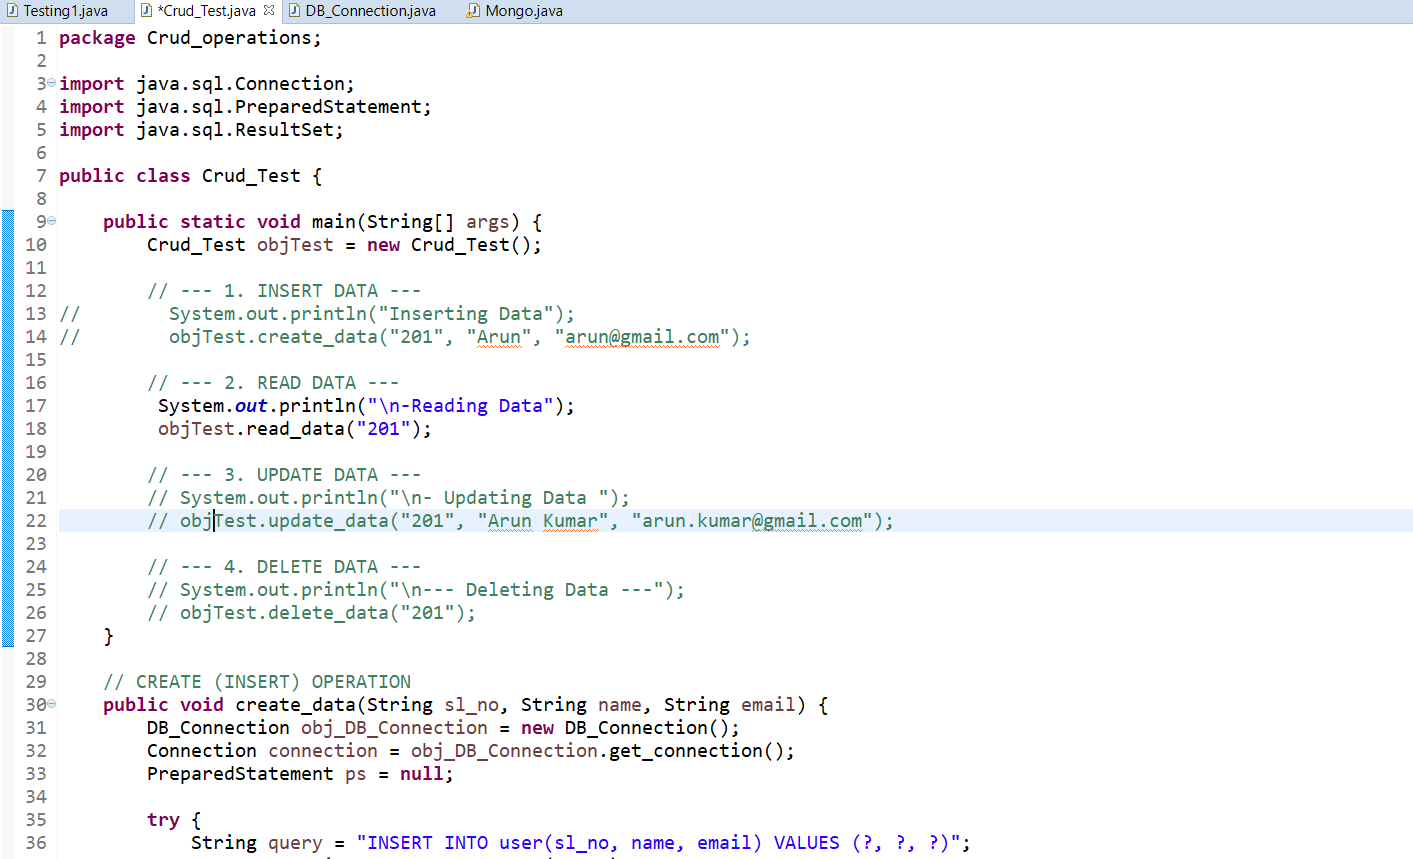 Testing1.java *Crud_Test.java DB_Connection.java Mongo.java
1 package Crud_operations;
2
3 import java.sql.Connection;
4 import java.sql.PreparedStatement;
5 import java.sql.ResultSet;
6
7 public class Crud_Test {
8
9     public static void main(String[] args) {
10         Crud_Test objTest = new Crud_Test();
11
12         // --- 1. INSERT DATA ---
13 //        System.out.println("Inserting Data");
14 //        objTest.create_data("201", "Arun", "arun@gmail.com");
15
16         // --- 2. READ DATA ---
17          System.out.println("\n-Reading Data");
18          objTest.read_data("201");
19
20         // --- 3. UPDATE DATA ---
21         // System.out.println("\n- Updating Data ");
22         // objTest.update_data("201", "Arun Kumar", "arun.kumar@gmail.com");
23
24         // --- 4. DELETE DATA ---
25         // System.out.println("\n--- Deleting Data ---");
26         // objTest.delete_data("201");
27     }
28
29     // CREATE (INSERT) OPERATION
30     public void create_data(String sl_no, String name, String email) {
31         DB_Connection obj_DB_Connection = new DB_Connection();
32         Connection connection = obj_DB_Connection.get_connection();
33         PreparedStatement ps = null;
34
35         try {
36             String query = "INSERT INTO user(sl_no, name, email) VALUES (?, ?, ?)";